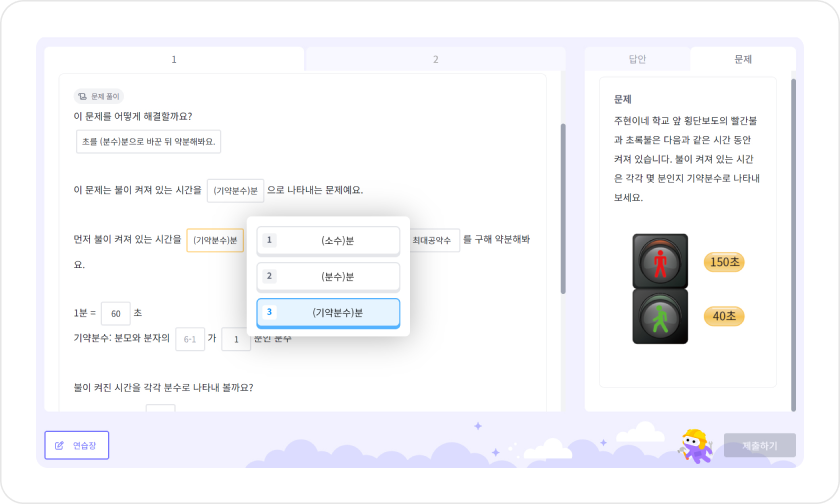 1
2
답안
문제
문제 풀이
이 문제를 어떻게 해결할까요?
초를 (분수)분으로 바꾼 뒤 약분해봐요.
이 문제는 불이 켜져 있는 시간을 (기약분수)분 으로 나타내는 문제예요.
먼저 불이 켜져 있는 시간을 (기약분수)분 최대공약수 를 구해 약분해봐
요.
1 (소수)분
2 (분수)분
3 (기약분수)분
1분 = 60 초
기약분수: 분모와 분자의 6-1 가 1 뿐인 분수
불이 켜진 시간을 각각 분수로 나타내 볼까요?
문제
주현이네 학교 앞 횡단보도의 빨간불
과 초록불은 다음과 같은 시간 동안
켜져 있습니다. 불이 켜져 있는 시간
은 각각 몇 분인지 기약분수로 나타내
보세요.
150초
40초
연습장
제출하기